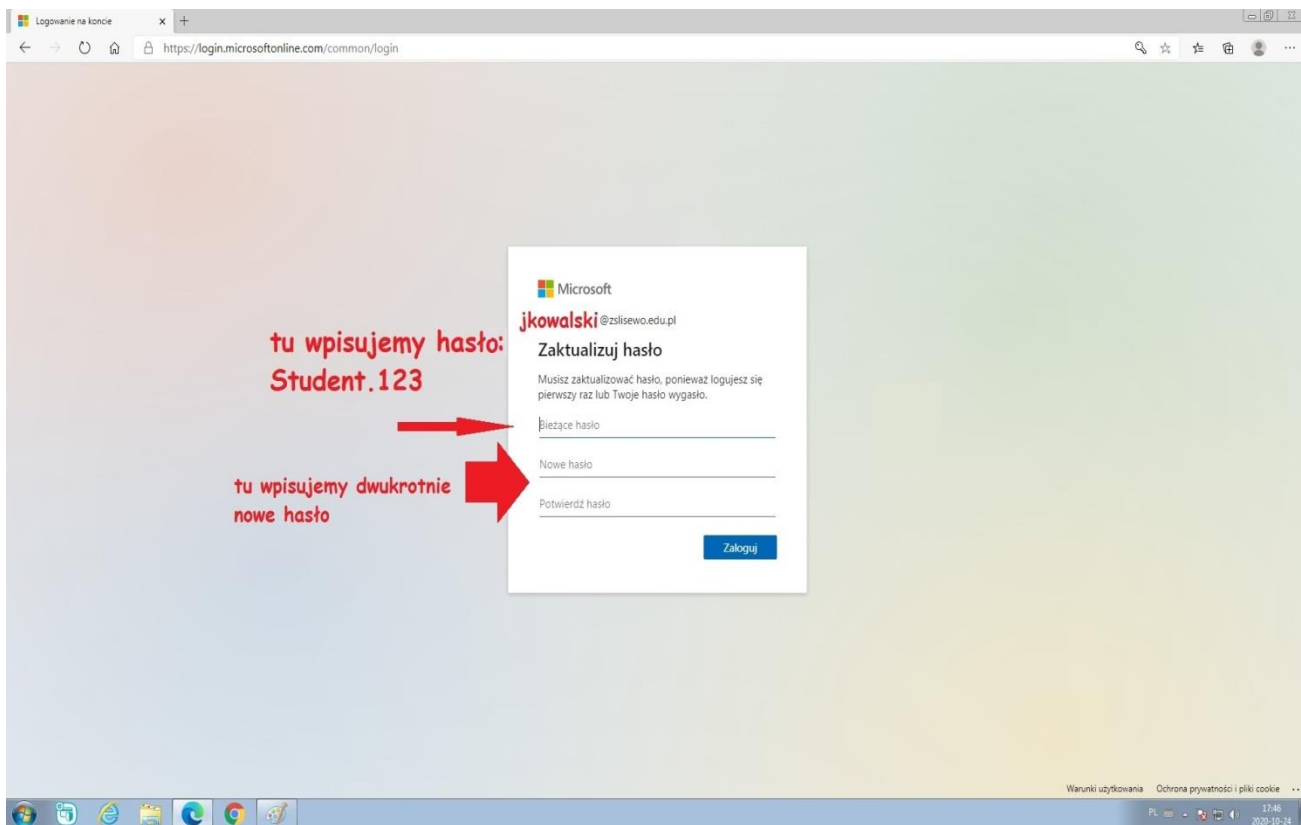 Logowanie na koncie
https://login.microsoftonline.com/common/login
Microsoft
jkowalski@zslisewo.edu.pl
tu wpisujemy hasło:
Student.123
Zaktualizuj hasło
Musisz zaktualizować hasło, ponieważ logujesz się
pierwszy raz lub Twoje hasło wygasło.
Bieżące hasło
Nowe hasło
tu wpisujemy dwukrotnie
nowe hasło
Potwierdź hasło
Zaloguj
Warunki użytkowania Ochrona prywatności i pliki cookie ...
PL 17:46
2020-10-24